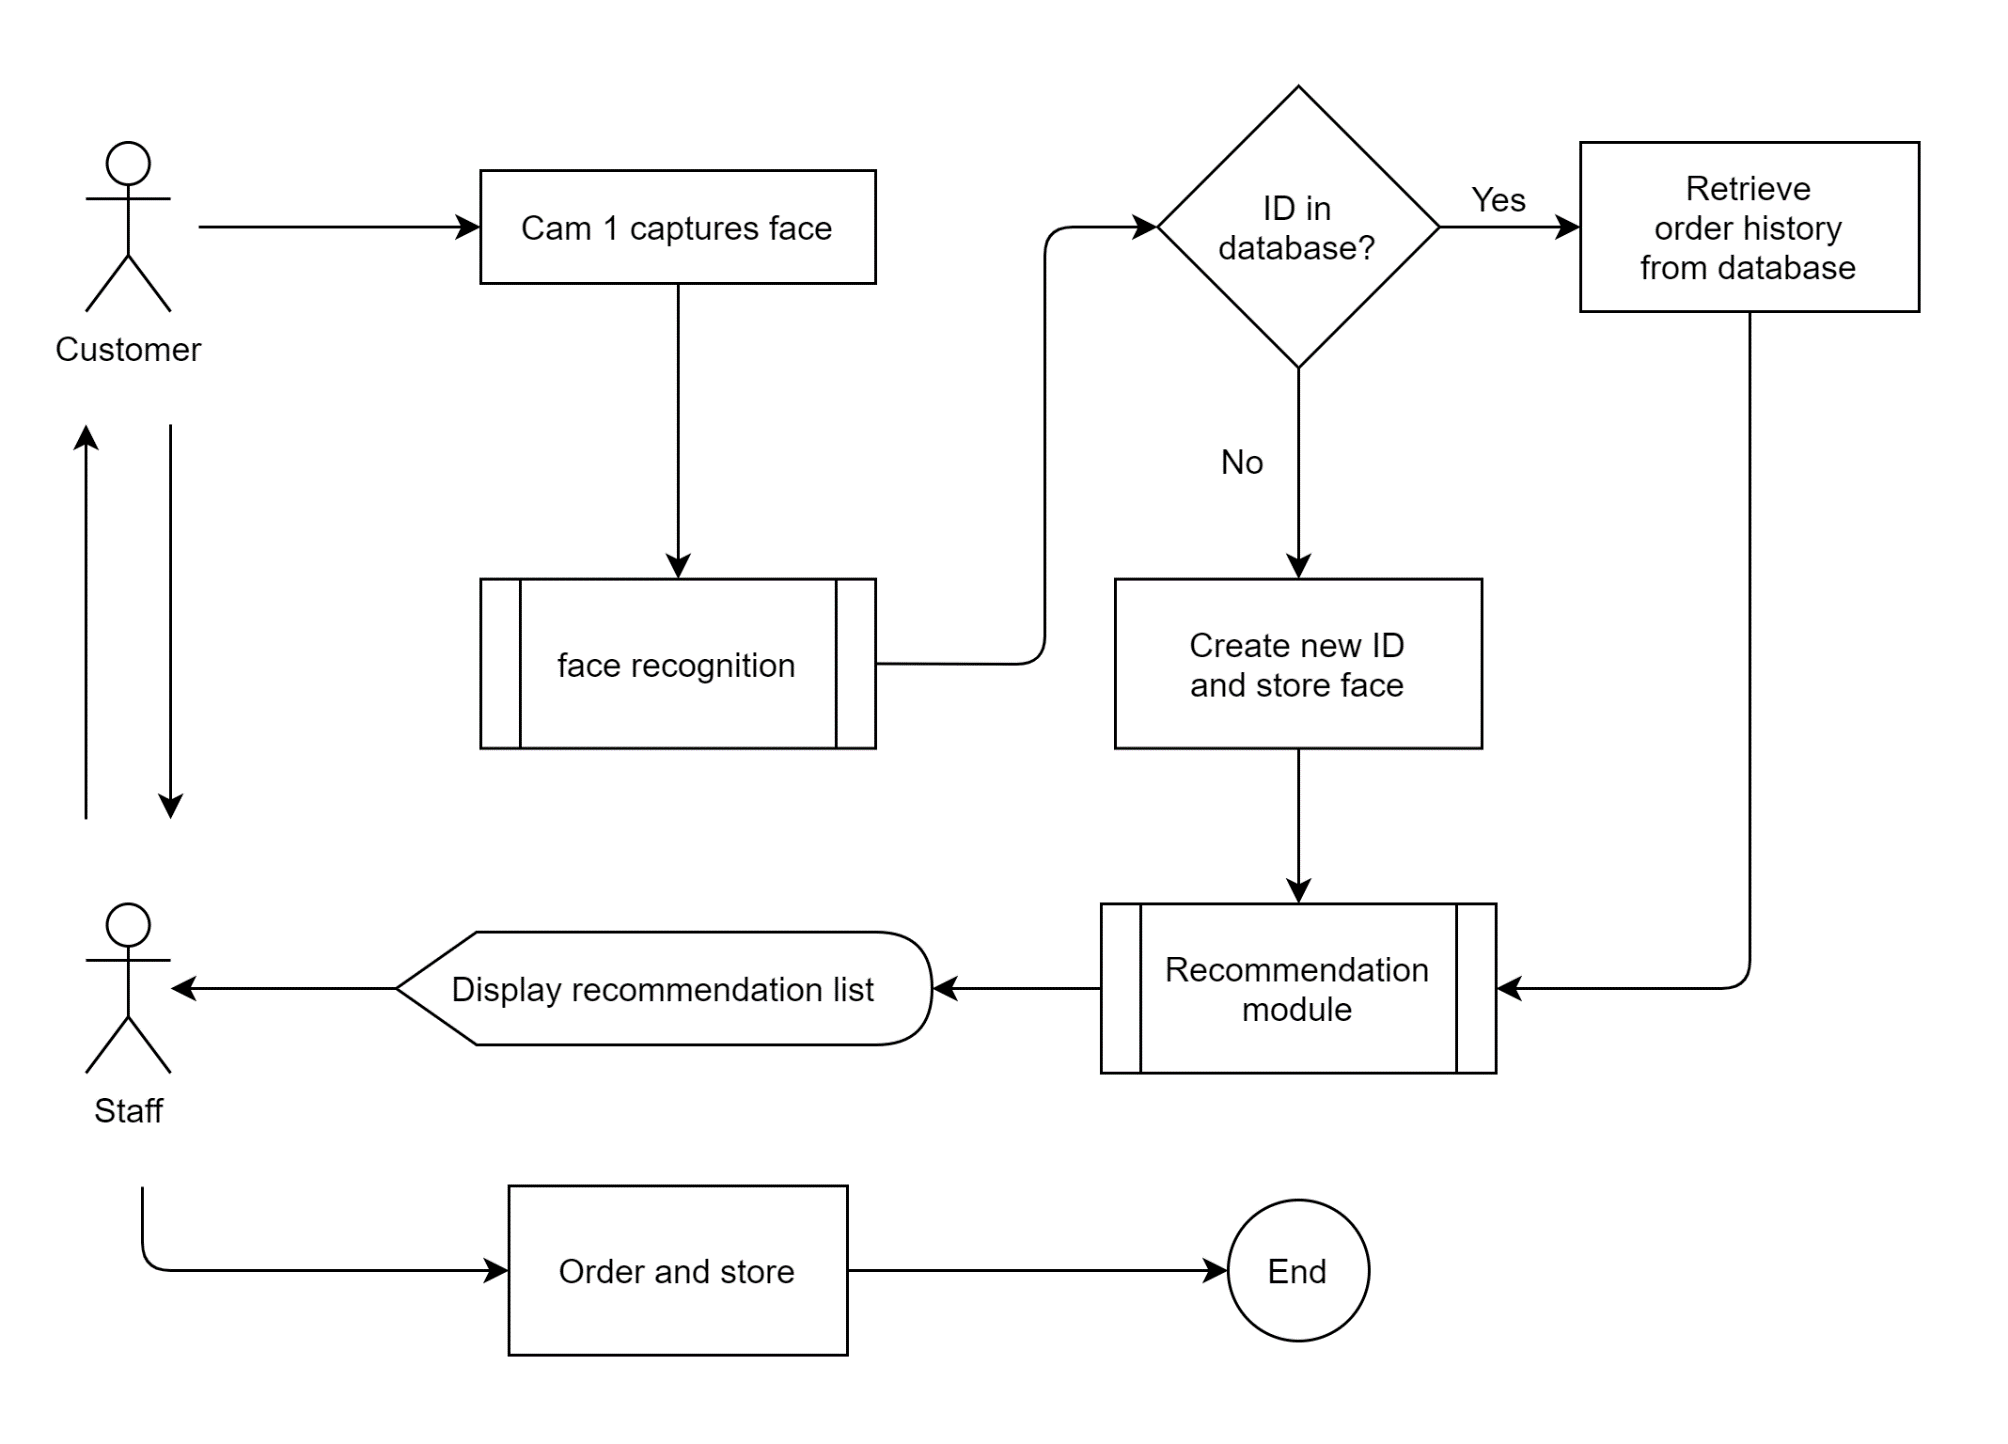 Customer
Cam 1 captures face
ID in
database?
Yes
Retrieve
order history
from database
No
face recognition
Create new ID
and store face
Recommendation
module
Display recommendation list
Staff
Order and store
End